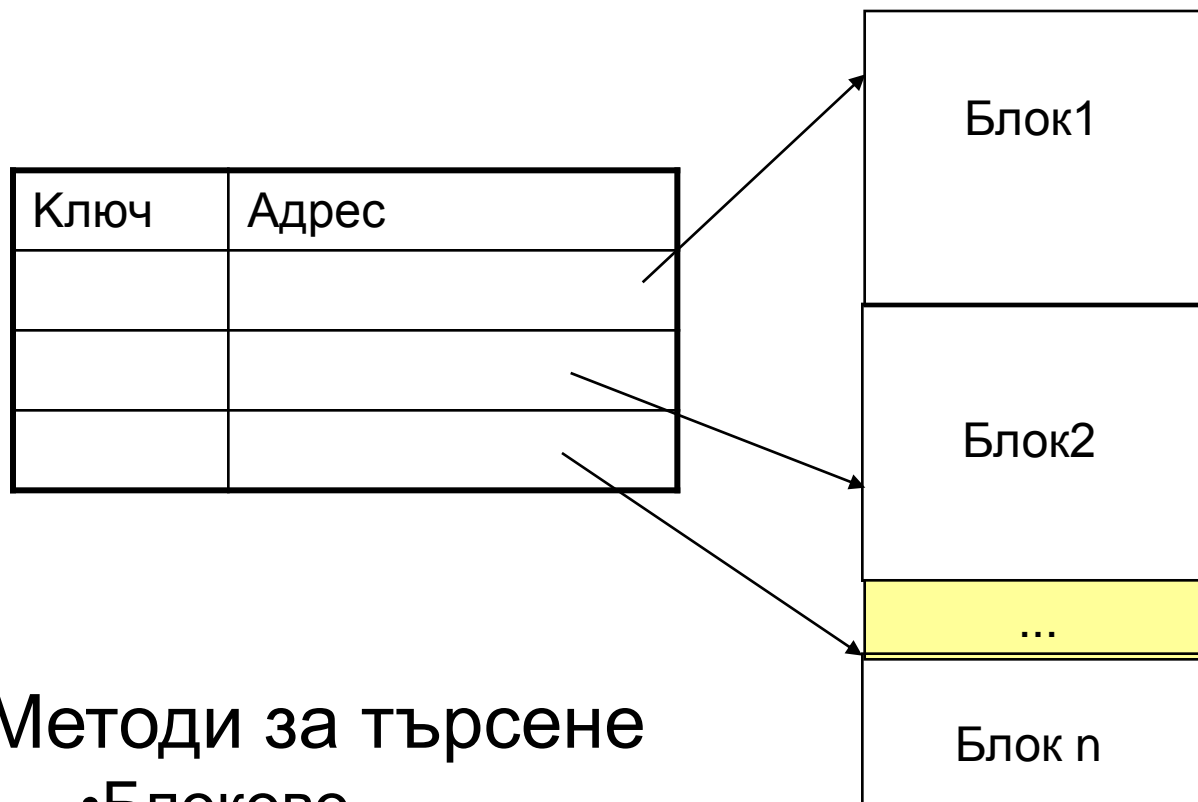 Ключ Адрес
Блок1
Блок2
...
Блок n
Методи за търсене